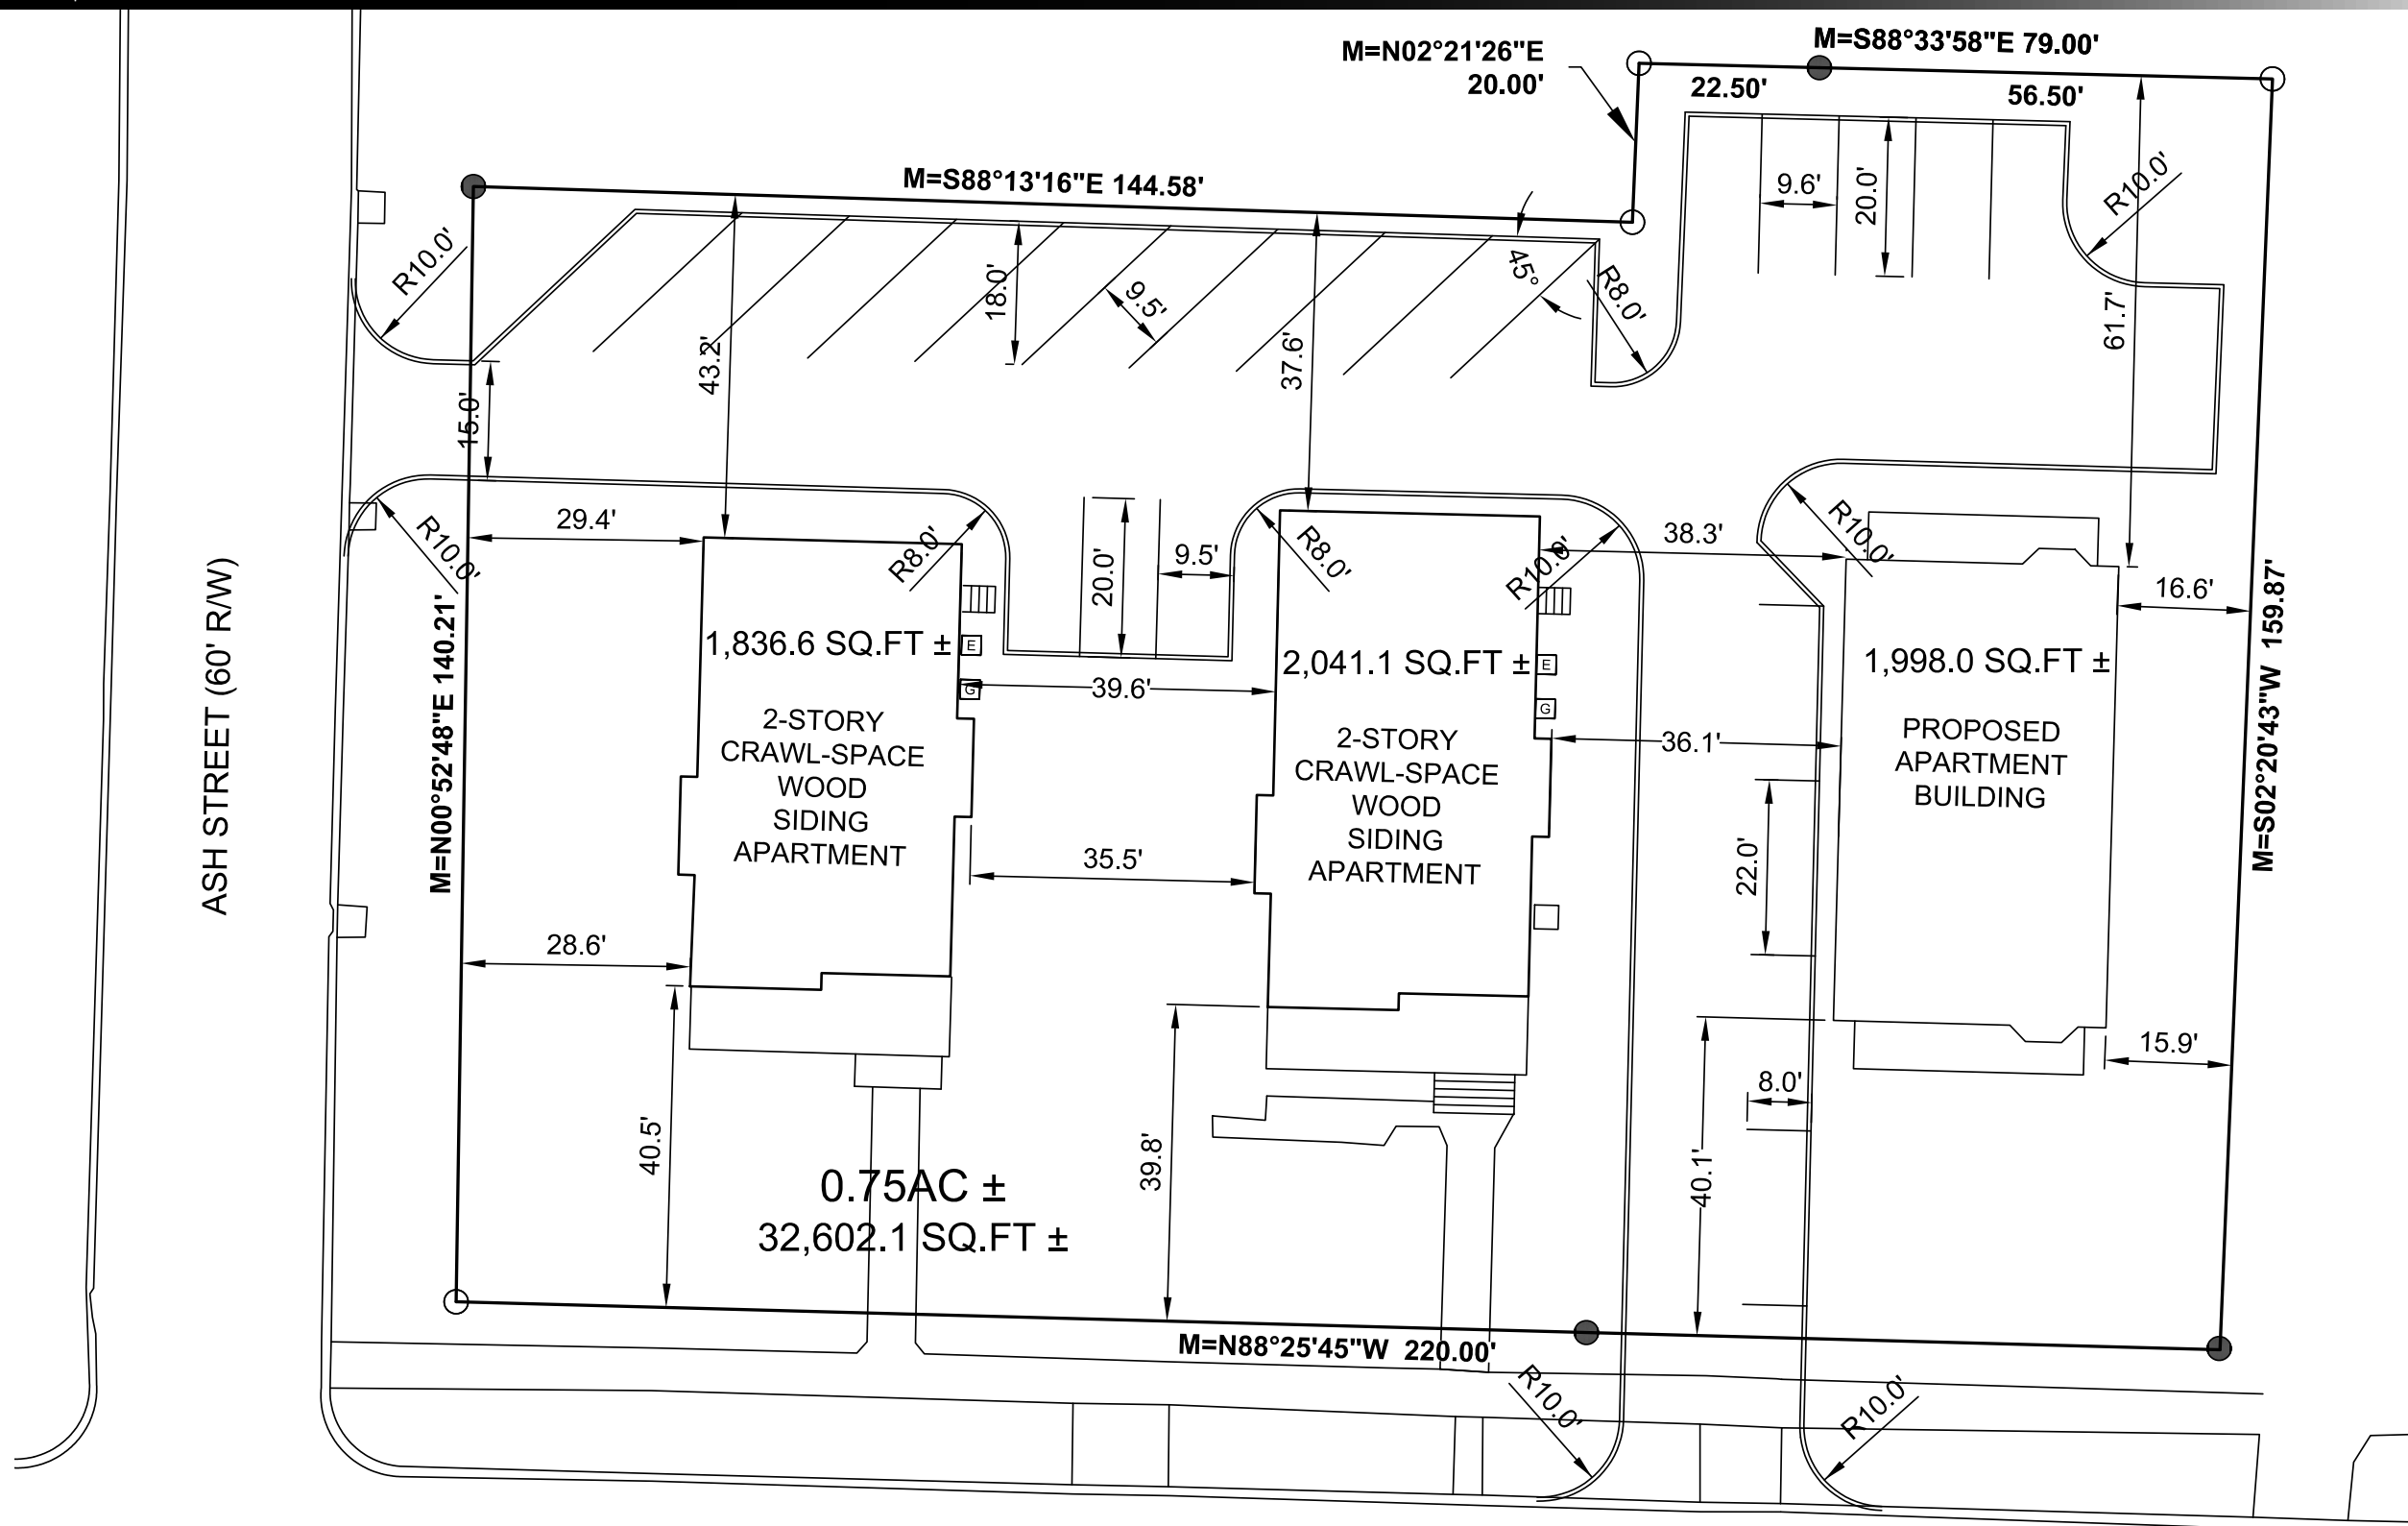 M=N02°21'26"E
20.00'
M=S88°33'58"E 79.00'
22.50'
56.50'
M=S88°13'16"E 144.58'
R10.0'
9.6'
20.0'
R10.0'
18.0'
9.5'
45°
R8.0'
43.2'
37.6'
61.7'
15.0'
29.4'
R10.0'
R8.0'
20.0'
9.5'
R8.0'
R10.0'
38.3'
R10.0'
16.6'
ASH STREET (60' R/W)
M=N00°52'48"E 140.21'
M=S02°20'43"W 159.87'
1,836.6 SQ.FT ±
E
G
2-STORY
CRAWL-SPACE
WOOD
SIDING
APARTMENT
39.6'
35.5'
2,041.1 SQ.FT ±
E
G
2-STORY
CRAWL-SPACE
WOOD
SIDING
APARTMENT
36.1'
1,998.0 SQ.FT ±
PROPOSED
APARTMENT
BUILDING
22.0'
28.6'
15.9'
8.0'
40.5'
39.8'
40.1'
0.75AC ±
32,602.1 SQ.FT ±
M=N88°25'45"W 220.00'
R10.0'
R10.0'